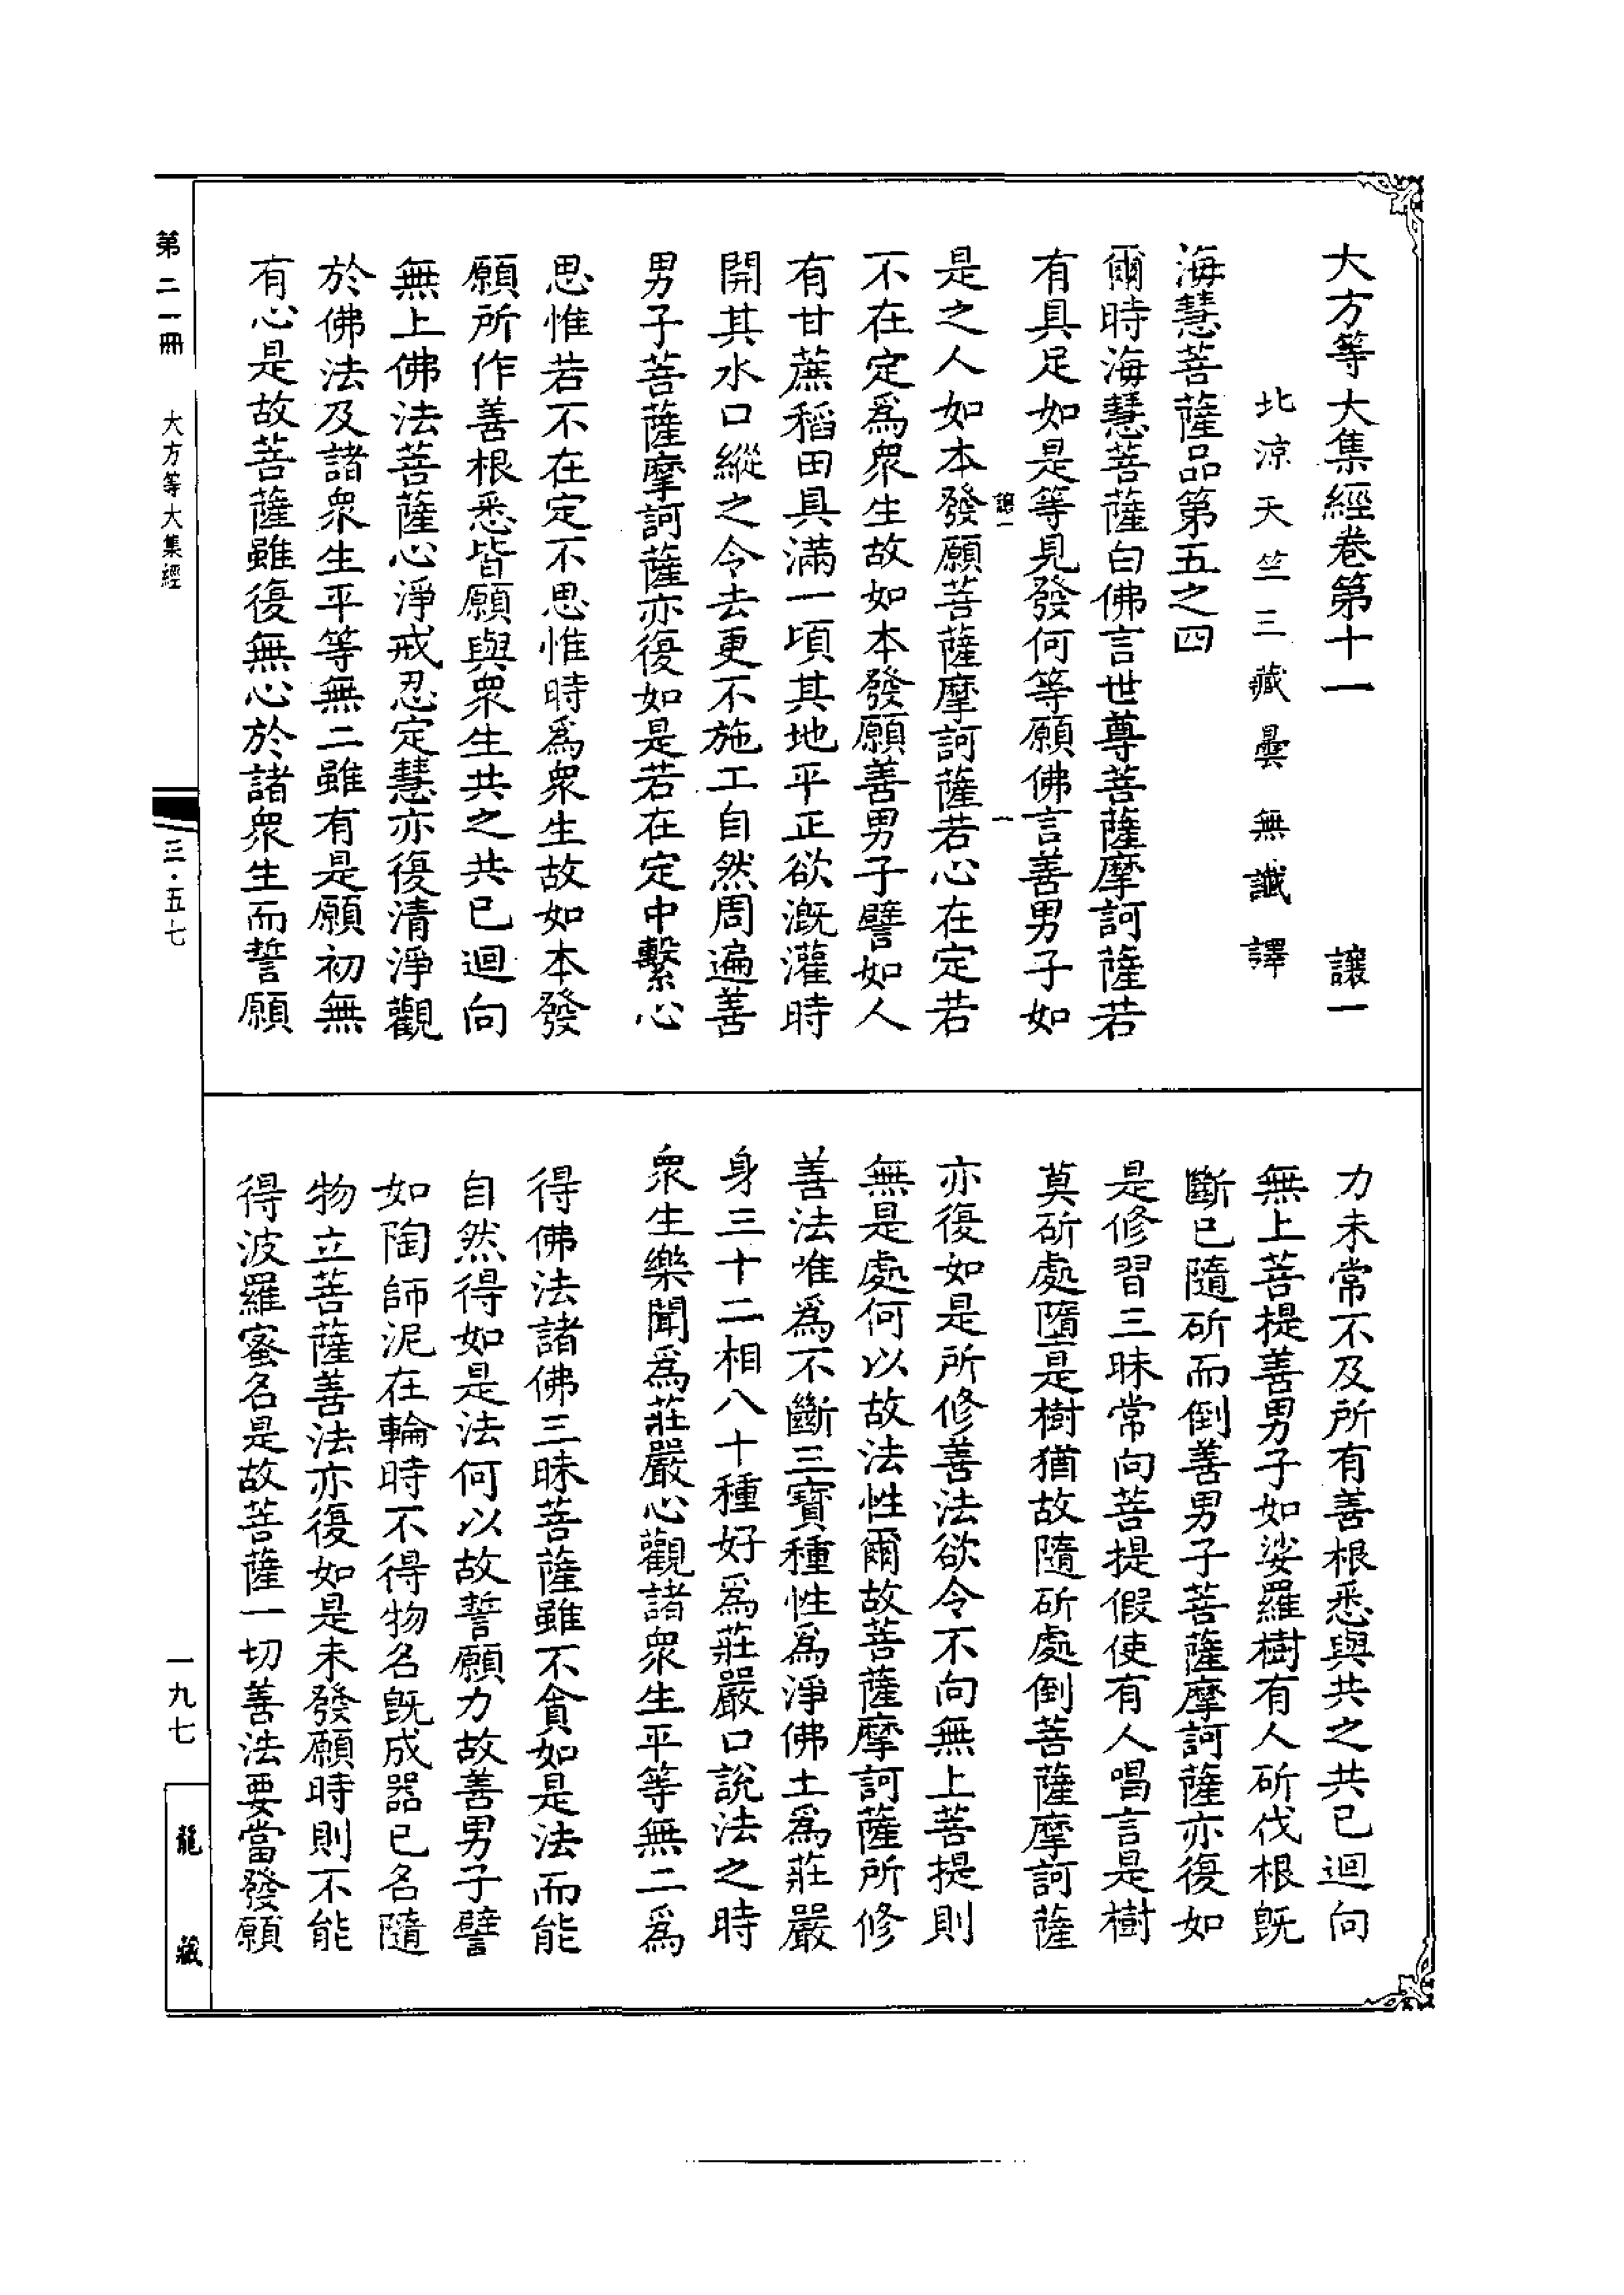 大方等大集經卷第十一　讓一
北涼天竺三藏曇無讖譯
海慧菩薩品第五之四
爾時海慧菩薩白佛言世尊菩薩摩訶薩若
有具足如是等見發何等願佛言善男子如
讓一　一
是之人如本發願菩薩摩訶薩若心在定若
不在定爲衆生故如本發願善男子譬如人
有甘蔗稻田具滿一頃其地平正欲漑灌時
開其水口縱之令去更不施工自然周遍善
男子菩薩摩訶薩亦復如是若在定中繫心
思惟若不在定不思惟時爲衆生故如本發
願所作善根悉皆願與衆生共之共已迴向
無上佛法菩薩心淨戒忍定慧亦復清淨觀
於佛法及諸衆生平等無二雖有是願初無
有心是故菩薩雖復無心於諸衆生而誓願
力未常不及所有善根悉與共之共已迴向
無上菩提善男子如娑羅樹有人斫伐根旣
斷已隨所斫而倒善男子菩薩摩訶薩亦復如
是修習三昧常向菩提假使有人唱言是樹
莫斫處墮是樹猶故隨斫處倒菩薩摩訶薩
亦復如是所修善法欲令不向無上菩提則
無是處何以故法性爾故菩薩摩訶薩所修
善法唯爲不斷三寶種性爲淨佛土爲莊嚴
身三十二相八十種好爲莊嚴口說法之時
衆生樂聞爲莊嚴心觀諸衆生平等無二爲
得佛法諸佛三昧菩薩雖不貪如是法而能
自然得如是法何以故誓願力故善男子譬
如陶師泥在輪時不得物名旣成器已名隨
物立菩薩善法亦復如是未發願時則不能
得波羅蜜名是故菩薩一切善法要當發願
第二一冊　大方等大集經　三·五七　一九七　龍藏